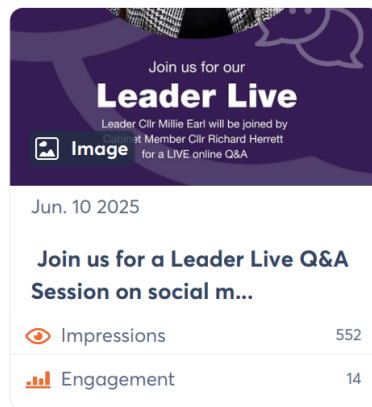 Join us for our
Leader Live
Leader Cllr Millie Earl will be joined by
Cabinet Member Cllr Richard Herrett
Image
for a LIVE online Q&A
Jun. 10 2025
Join us for a Leader Live Q&A
Session on social m...
Impressions 552
Engagement 14